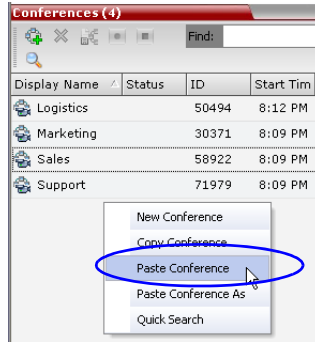 Conferences (4)
Find:
Display Name Status ID Start Tim
Logistics 50494 8:12 PM
Marketing 30371 8:09 PM
Sales 58922 8:09 PM
Support 71979 8:09 PM
New Conference
Copy Conference
Paste Conference
Paste Conference As
Quick Search